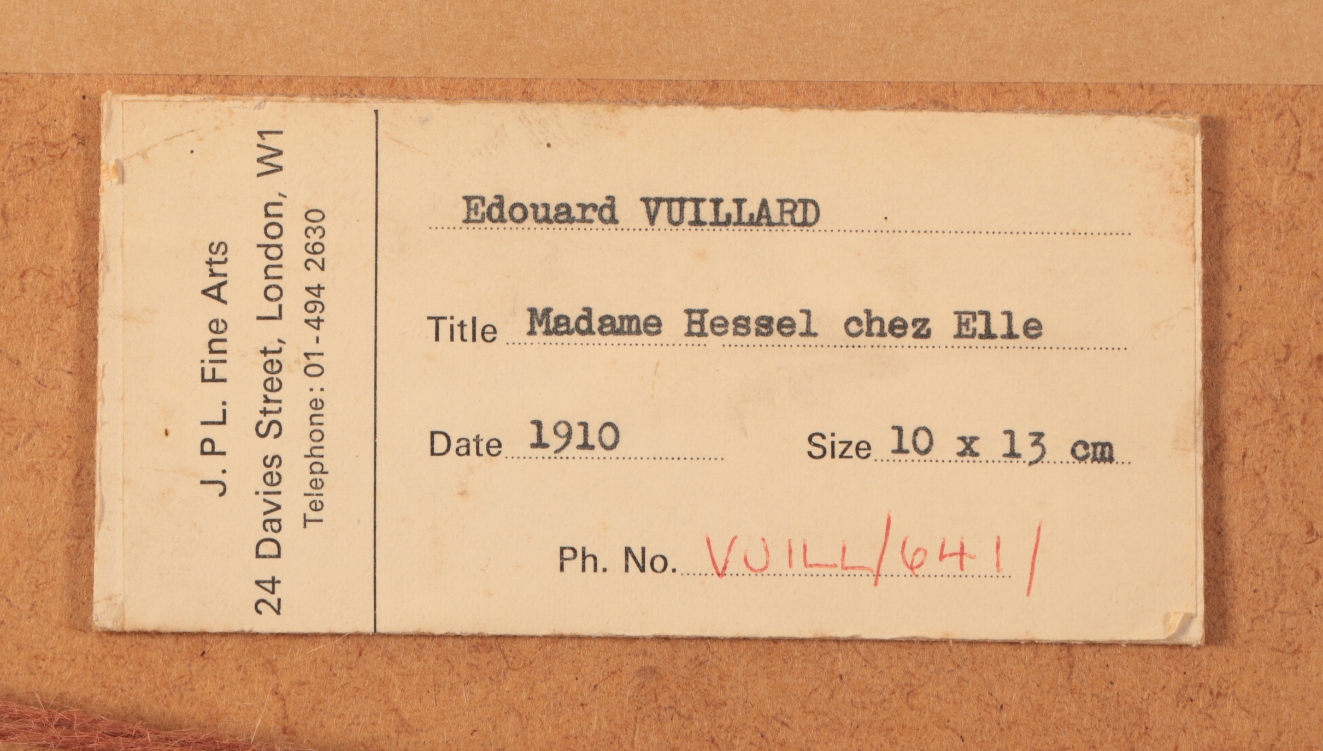 J. P L. Fine Arts
24 Davies Street, London, W1
Telephone: 01-494 2630
Edouard VUILLARD
Title Madame Hessel chez Elle
Date 1910 Size 10 x 13 cm
Ph. No. VUILL/641/